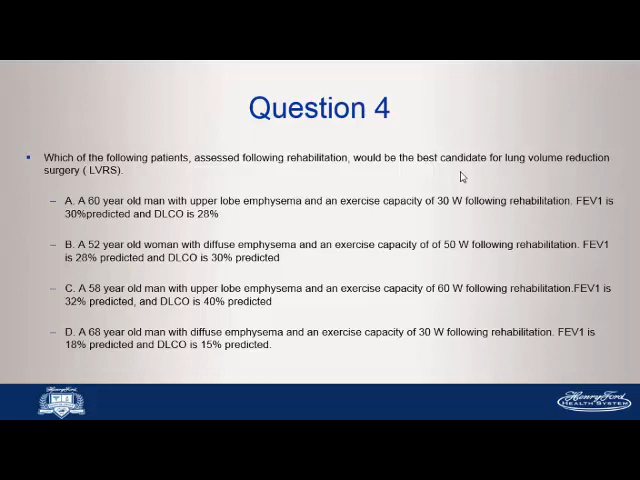 Question 4
Which of the following patients, assessed following rehabilitation, would be the best candidate for lung volume reduction
surgery ( LVRS).
– A. A 60 year old man with upper lobe emphysema and an exercise capacity of 30 W following rehabilitation. FEV1 is
30%predicted and DLCO is 28%
– B. A 52 year old woman with diffuse emphysema and an exercise capacity of of 50 W following rehabilitation. FEV1
is 28% predicted and DLCO is 30% predicted
– C. A 58 year old man with upper lobe emphysema and an exercise capacity of 60 W following rehabilitation.FEV1 is
32% predicted, and DLCO is 40% predicted
– D. A 68 year old man with diffuse emphysema and an exercise capacity of 30 W following rehabilitation. FEV1 is
18% predicted and DLCO is 15% predicted.
Henry Ford
Henry Ford
HEALTH SYSTEM